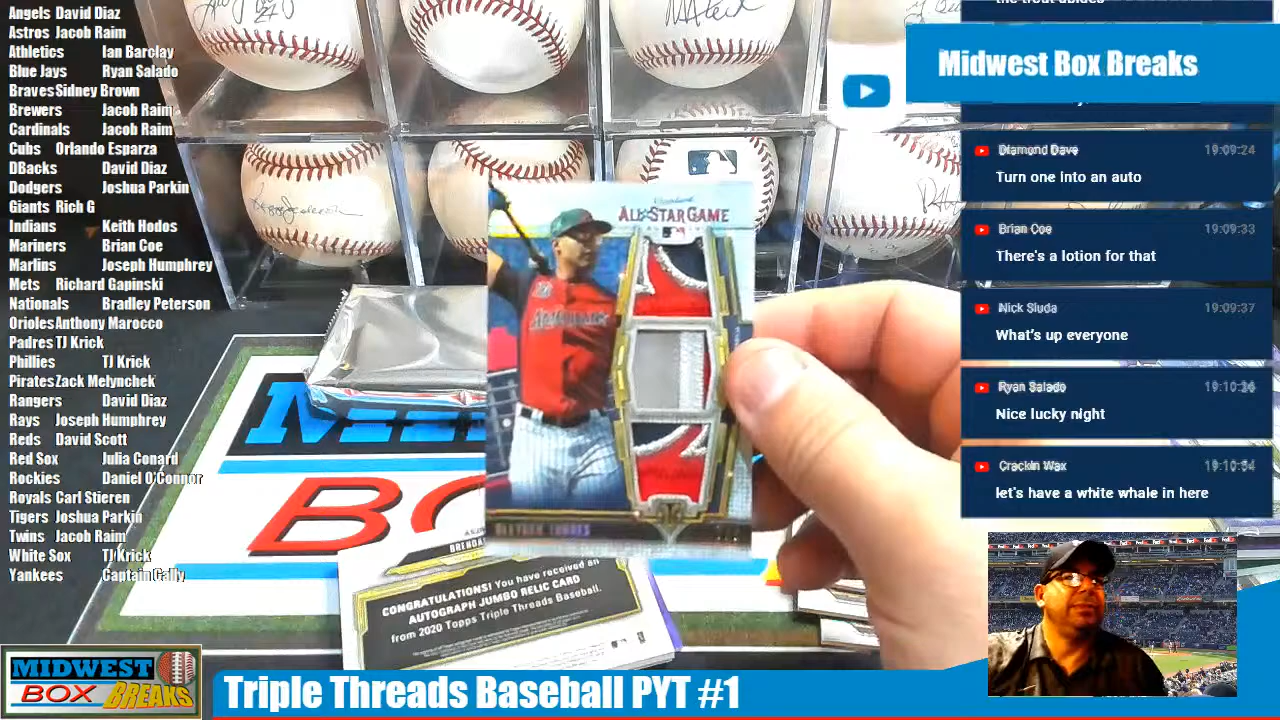 Angels David Diaz
Astros Jacob Raim
Athletics Ian Barclay
Blue Jays Ryan Salado
Braves Sidney Brown
Brewers Jacob Raim
Cardinals Jacob Raim
Cubs Orlando Esparza
DBacks David Diaz
Dodgers Joshua Parkin
Giants Rich G
Indians Keith Hodos
Mariners Brian Coe
Marlins Joseph Humphrey
Mets Richard Gapinski
Nationals Bradley Peterson
Orioles Anthony Marocco
Padres TJ Krick
Phillies TJ Krick
Pirates Zack Melynchek
Rangers David Diaz
Rays Joseph Humphrey
Reds David Scott
Red Sox Julia Conard
Rockies Daniel O'Connor
Royals Carl Stieren
Tigers Joshua Parkin
Twins Jacob Raim
White Sox TJ Krick
Yankees Captain Gally
ALL STAR GAME
CONGRATULATIONS! You have received an
AUTOGRAPH JUMBO RELIC CARD
from 2020 Topps Triple Threads Baseball.
Midwest Box Breaks
Diamond Dave 19:09:24
Turn one into an auto
Brian Coe 19:09:33
There's a lotion for that
Nick Sluda 19:09:37
What's up everyone
Ryan Salado 19:10:36
Nice lucky night
Crackin Wax 19:10:54
let's have a white whale in here
MIDWEST
BOX BREAKS
Triple Threads Baseball PYT #1